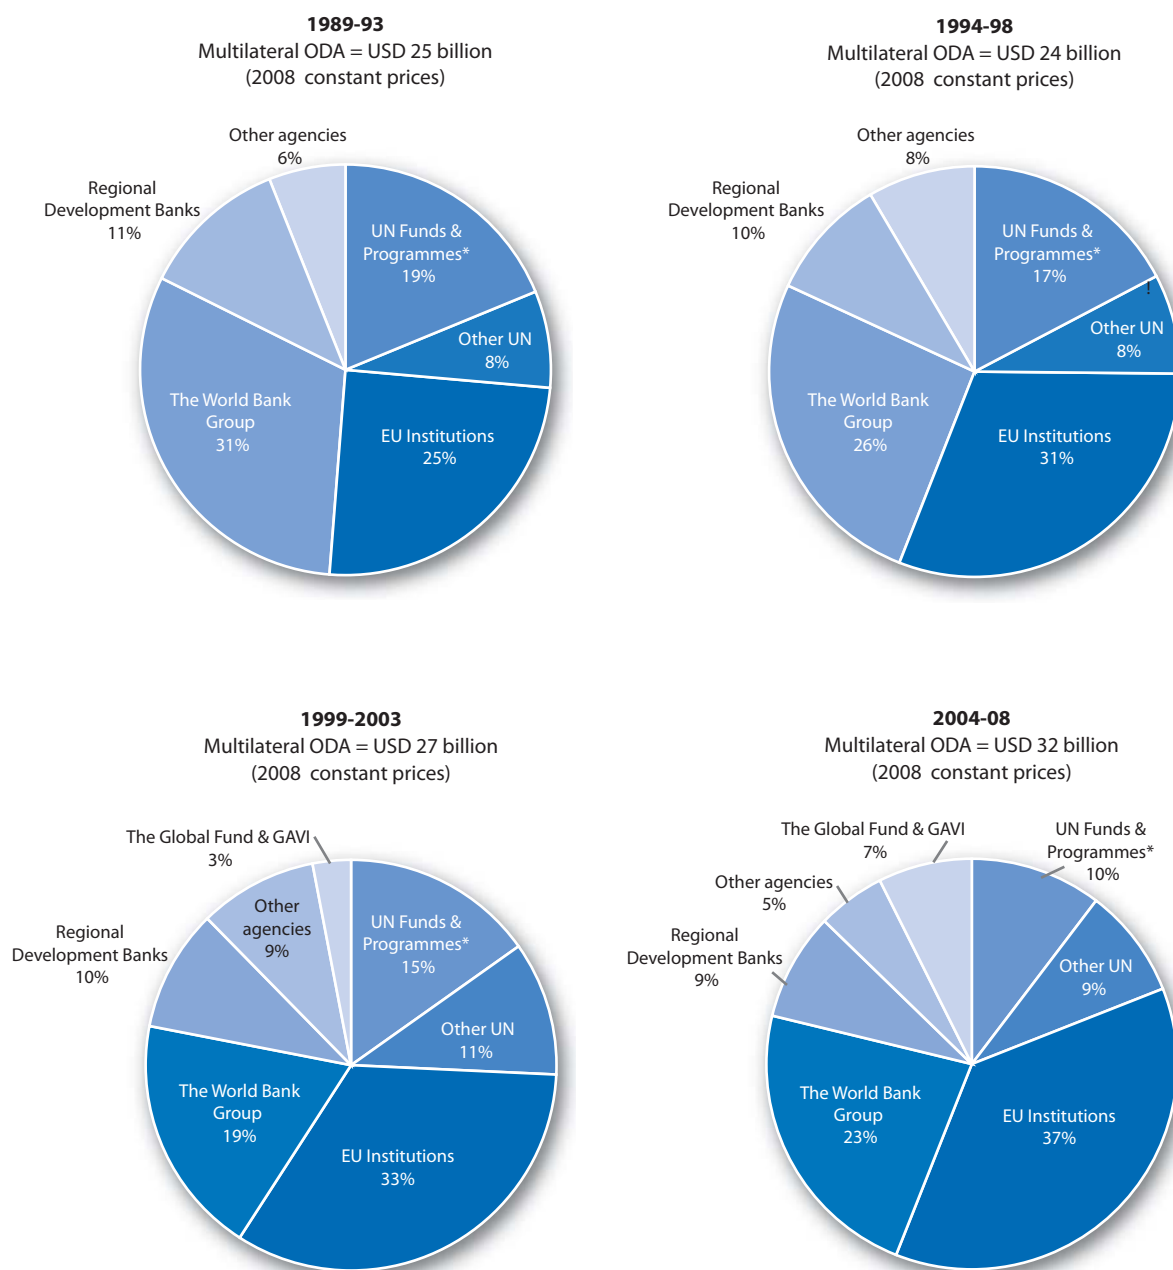 1989-93
Multilateral ODA = USD 25 billion
(2008 constant prices)
Other agencies
6%
Regional
Development Banks
11%
UN Funds &
Programmes*
19%
Other UN
8%
The World Bank
Group
31%
EU Institutions
25%
1994-98
Multilateral ODA = USD 24 billion
(2008 constant prices)
Other agencies
8%
Regional
Development Banks
10%
UN Funds &
Programmes*
17%
!
Other UN
8%
The World Bank
Group
26%
EU Institutions
31%
1999-2003
Multilateral ODA = USD 27 billion
(2008 constant prices)
The Global Fund & GAVI
3%
Other
agencies
9%
Regional
Development Banks
10%
UN Funds &
Programmes*
15%
Other UN
11%
The World Bank
Group
19%
EU Institutions
33%
2004-08
Multilateral ODA = USD 32 billion
(2008 constant prices)
The Global Fund & GAVI
7%
UN Funds &
Programmes*
10%
Other agencies
5%
Regional
Development Banks
9%
Other UN
9%
The World Bank
Group
23%
EU Institutions
37%